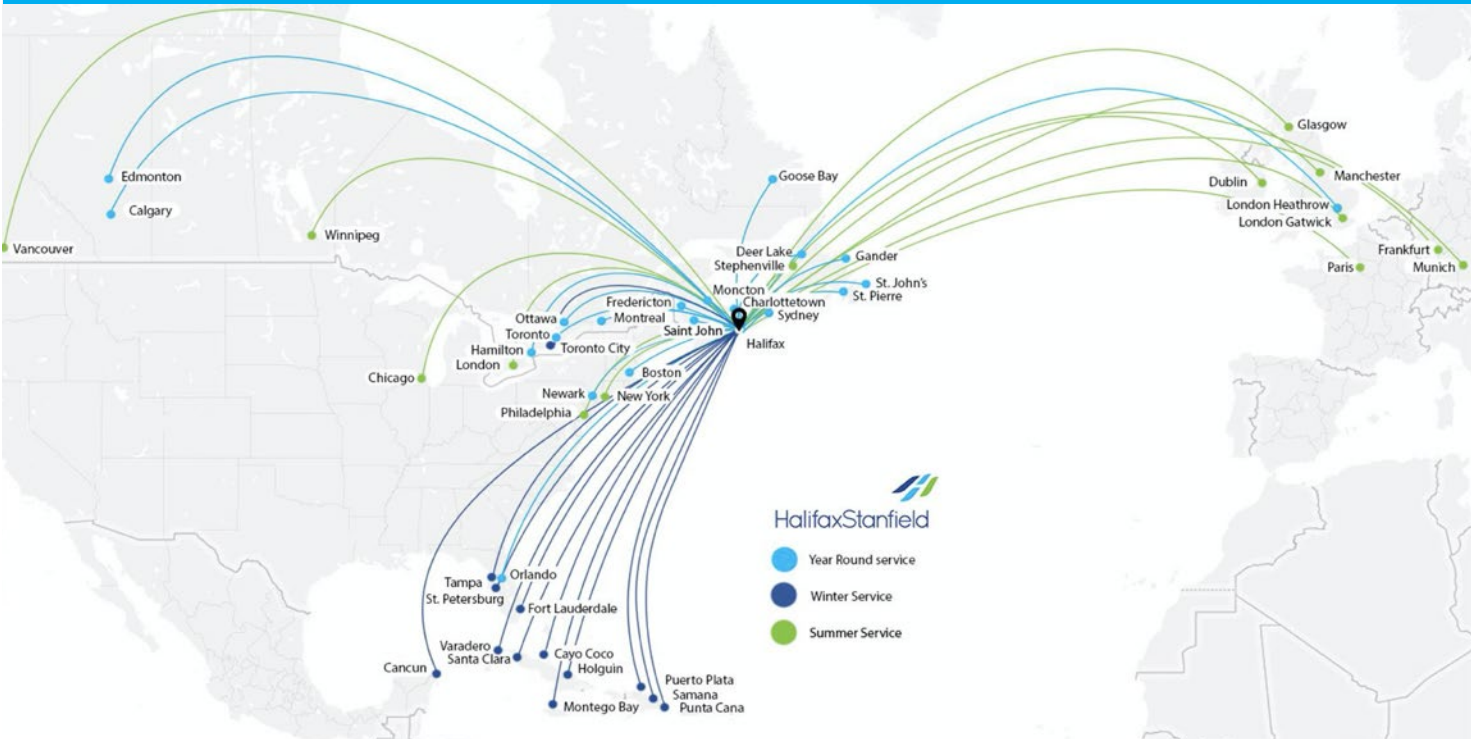 Glasgow
Edmonton
Goose Bay
Manchester
Dublin
Calgary
London Heathrow
London Gatwick
Winnipeg
Vancouver
Deer Lake
Gander
Frankfurt
Stephenville
Paris
Munich
St. John's
Moncton
St. Pierre
Fredericton
Charlottetown
Ottawa
Montreal
Sydney
Saint John
Toronto
Halifax
Hamilton
Toronto City
London
Chicago
Boston
Newark
New York
Philadelphia
HalifaxStanfield
Year Round service
Orlando
Tampa
Winter Service
St. Petersburg
Fort Lauderdale
Summer Service
Varadero
Cayo Coco
Santa Clara
Cancun
Holguin
Puerto Plata
Samana
Montego Bay
Punta Cana